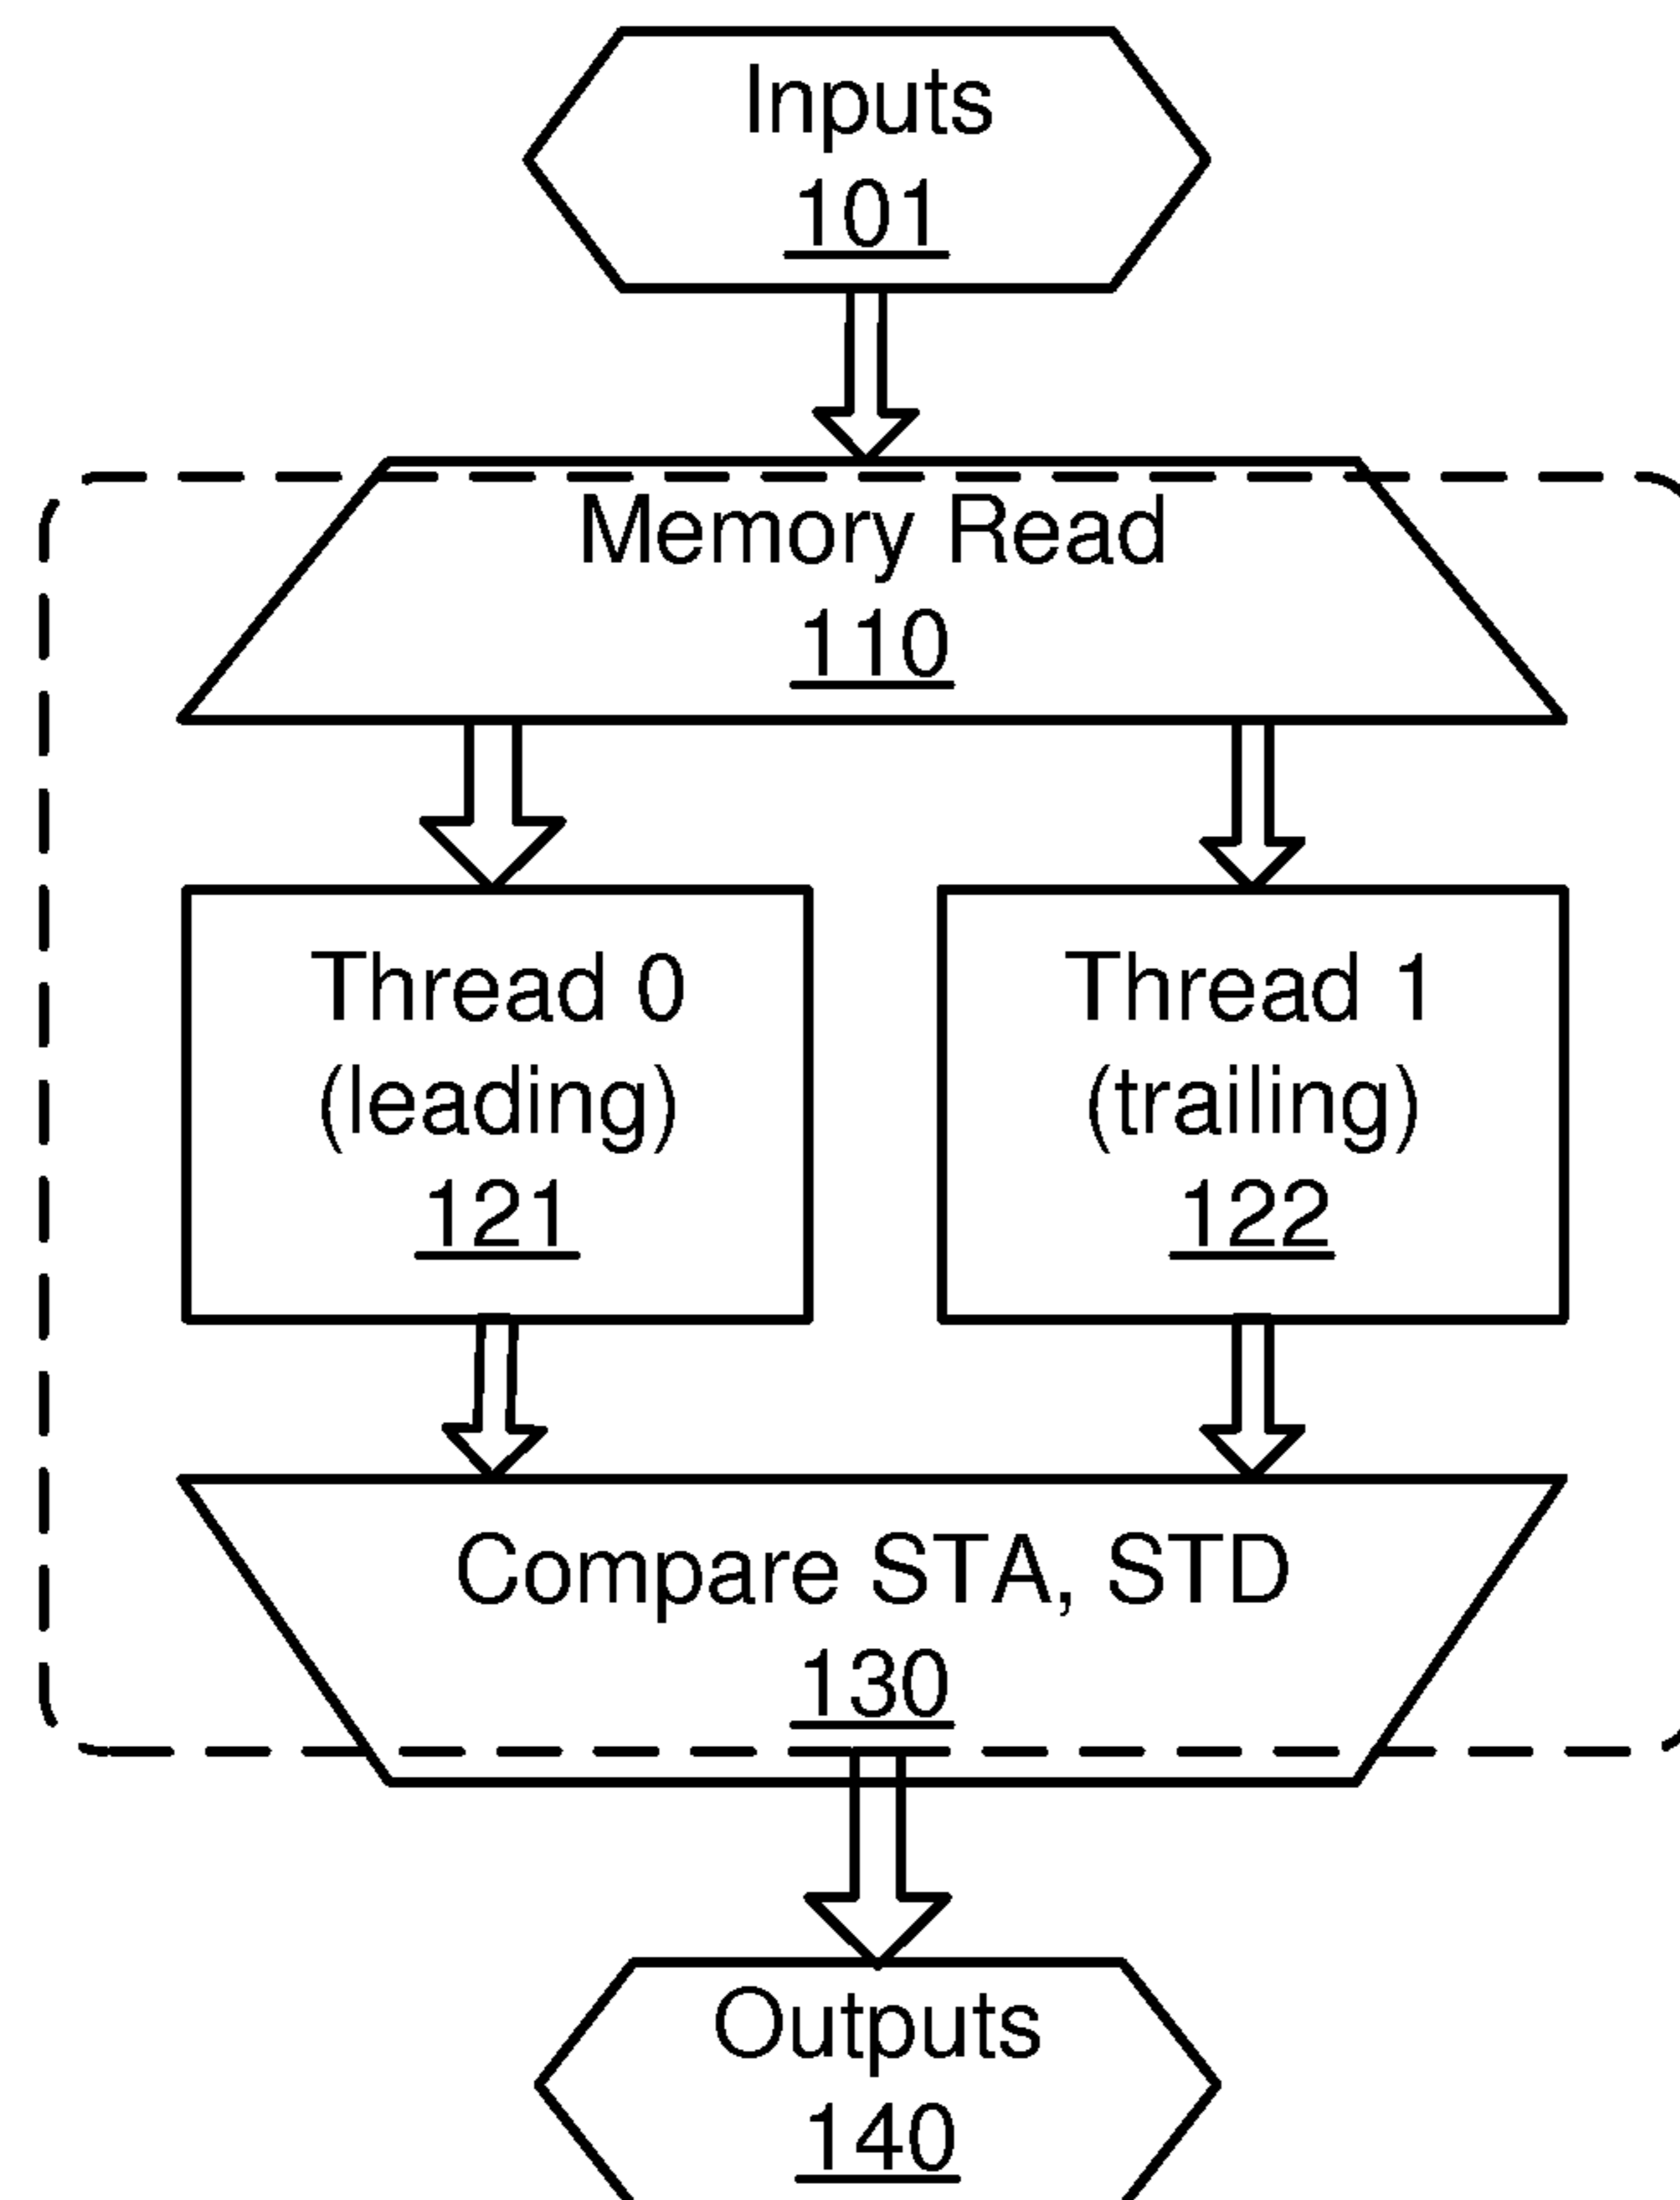 Inputs
101
Memory Read
110
Thread 0
(leading)
121
Thread 1
(trailing)
122
Compare STA, STD
130
Outputs
140